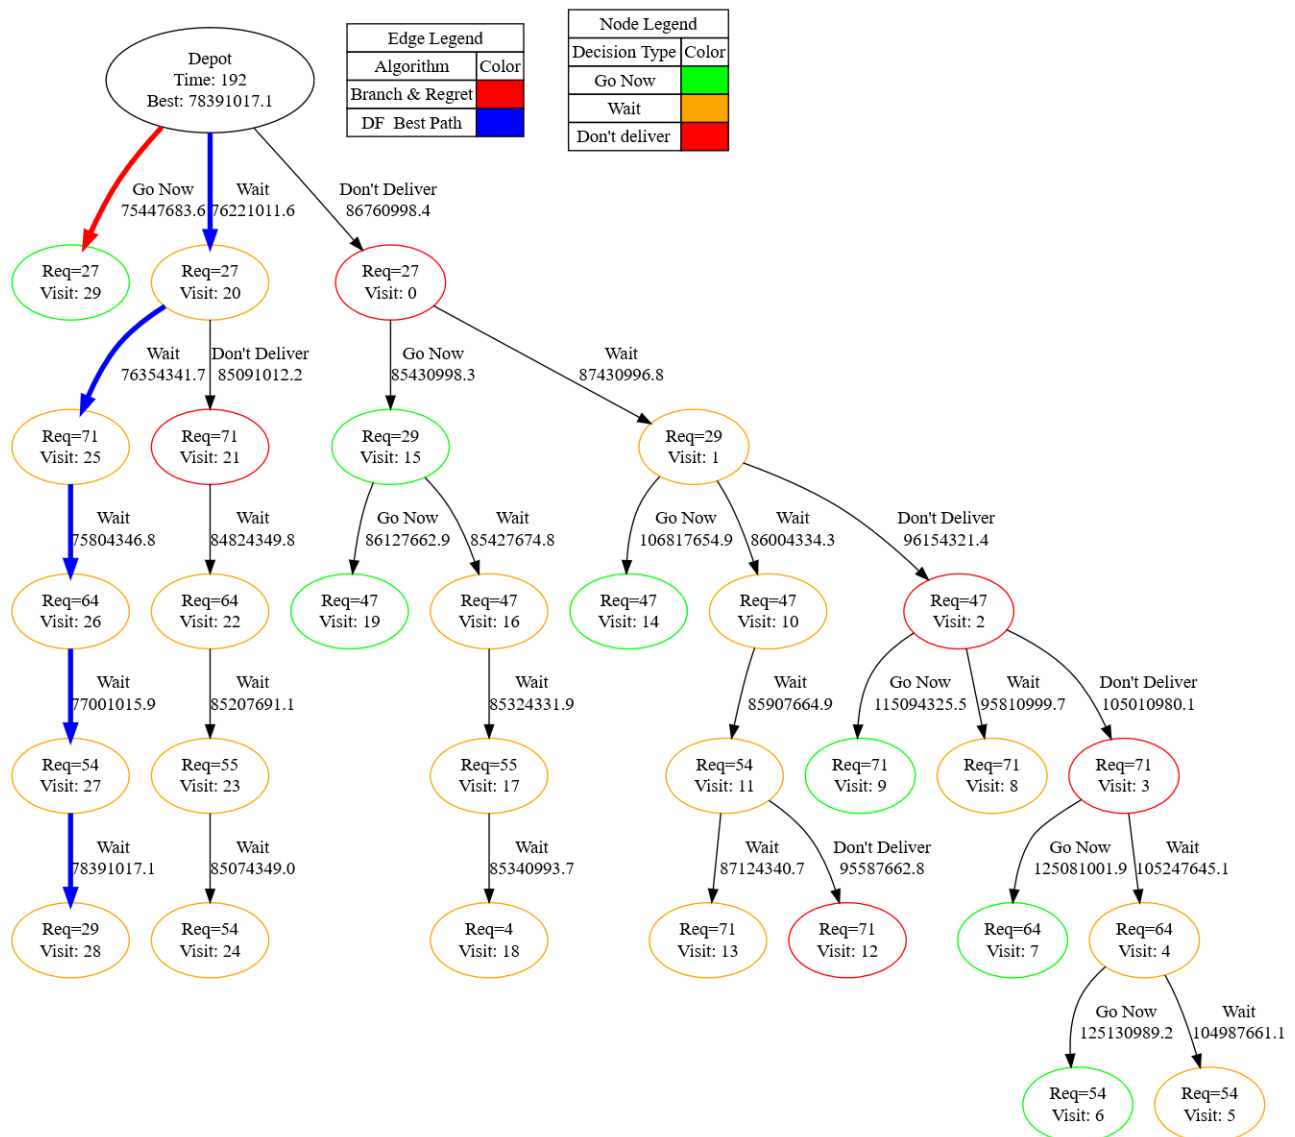 Depot
Time: 192
Best: 78391017.1
Edge Legend
Algorithm Color
Branch & Regret
DF Best Path
Node Legend
Decision Type Color
Go Now
Wait
Don't deliver
Go Now
75447683.6
Wait
76221011.6
Don't Deliver
86760998.4
Req=27
Visit: 29
Req=27
Visit: 20
Req=27
Visit: 0
Wait
76354341.7
Don't Deliver
85091012.2
Go Now
85430998.3
Wait
87430996.8
Req=71
Visit: 25
Req=71
Visit: 21
Req=29
Visit: 15
Req=29
Visit: 1
Wait
75804346.8
Wait
84824349.8
Go Now
86127662.9
Wait
85427674.8
Go Now
106817654.9
Wait
86004334.3
Don't Deliver
96154321.4
Req=64
Visit: 26
Req=64
Visit: 22
Req=47
Visit: 19
Req=47
Visit: 16
Req=47
Visit: 14
Req=47
Visit: 10
Req=47
Visit: 2
Wait
77001015.9
Wait
85207691.1
Wait
85324331.9
Wait
85907664.9
Go Now
115094325.5
Wait
95810999.7
Don't Deliver
105010980.1
Req=54
Visit: 27
Req=55
Visit: 23
Req=55
Visit: 17
Req=54
Visit: 11
Req=71
Visit: 9
Req=71
Visit: 8
Req=71
Visit: 3
Wait
78391017.1
Wait
85074349.0
Wait
85340993.7
Wait
87124340.7
Don't Deliver
95587662.8
Go Now
125081001.9
Wait
105247645.1
Req=29
Visit: 28
Req=54
Visit: 24
Req=4
Visit: 18
Req=71
Visit: 13
Req=71
Visit: 12
Req=64
Visit: 7
Req=64
Visit: 4
Go Now
125130989.2
Wait
104987661.1
Req=54
Visit: 6
Req=54
Visit: 5